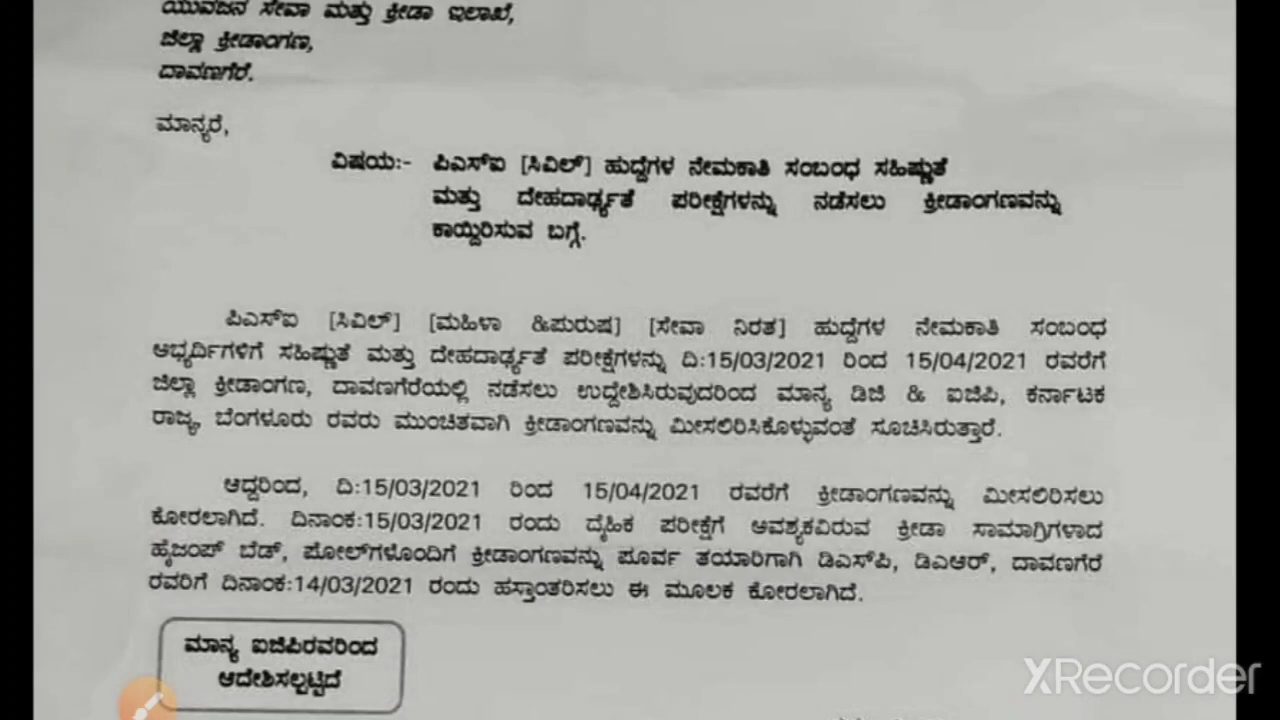 ಯುವಜನ ಸೇವಾ ಮತ್ತು ಕ್ರೀಡಾ ಇಲಾಖೆ,
ಜಿಲ್ಲಾ ಕ್ರೀಡಾಂಗಣ,
ದಾವಣಗೆರೆ.
ಮಾನ್ಯರೆ,
ವಿಷಯ:- ಪಿಎಸ್ಐ [ಸಿವಿಲ್] ಹುದ್ದೆಗಳ ನೇಮಕಾತಿ ಸಂಬಂಧ ಸಹಿಷ್ಣುತೆ
ಮತ್ತು ದೇಹದಾರ್ಢ್ಯತೆ ಪರೀಕ್ಷೆಗಳನ್ನು ನಡೆಸಲು ಕ್ರೀಡಾಂಗಣವನ್ನು
ಕಾಯ್ದಿರಿಸುವ ಬಗ್ಗೆ.
ಪಿಎಸ್ಐ [ಸಿವಿಲ್] [ಮಹಿಳಾ &ಪುರುಷ] [ಸೇವಾ ನಿರತ] ಹುದ್ದೆಗಳ ನೇಮಕಾತಿ ಸಂಬಂಧ
ಅಭ್ಯರ್ದಿಗಳಿಗೆ ಸಹಿಷ್ಣುತೆ ಮತ್ತು ದೇಹದಾರ್ಢ್ಯತೆ ಪರೀಕ್ಷೆಗಳನ್ನು ದಿ:15/03/2021 ರಿಂದ 15/04/2021 ರವರೆಗೆ
ಜಿಲ್ಲಾ ಕ್ರೀಡಾಂಗಣ, ದಾವಣಗೆರೆಯಲ್ಲಿ ನಡೆಸಲು ಉದ್ದೇಶಿಸಿರುವುದರಿಂದ ಮಾನ್ಯ ಡಿಜಿ & ಐಜಿಪಿ, ಕರ್ನಾಟಕ
ರಾಜ್ಯ, ಬೆಂಗಳೂರು ರವರು ಮುಂಚಿತವಾಗಿ ಕ್ರೀಡಾಂಗಣವನ್ನು ಮೀಸಲಿರಿಸಿಕೊಳ್ಳುವಂತೆ ಸೂಚಿಸಿರುತ್ತಾರೆ.
ಆದ್ದರಿಂದ, ದಿ:15/03/2021 ರಿಂದ 15/04/2021 ರವರೆಗೆ ಕ್ರೀಡಾಂಗಣವನ್ನು ಮೀಸಲಿರಿಸಲು
ಕೋರಲಾಗಿದೆ. ದಿನಾಂಕ:15/03/2021 ರಂದು ದೈಹಿಕ ಪರೀಕ್ಷೆಗೆ ಅವಶ್ಯಕವಿರುವ ಕ್ರೀಡಾ ಸಾಮಾಗ್ರಿಗಳಾದ
ಹೈಜಂಪ್ ಬೆಡ್, ಪೋಲ್‌ಗಳೊಂದಿಗೆ ಕ್ರೀಡಾಂಗಣವನ್ನು ಪೂರ್ವ ತಯಾರಿಗಾಗಿ ಡಿಎಸ್‌ಪಿ, ಡಿಎಆರ್, ದಾವಣಗೆರೆ
ರವರಿಗೆ ದಿನಾಂಕ:14/03/2021 ರಂದು ಹಸ್ತಾಂತರಿಸಲು ಈ ಮೂಲಕ ಕೋರಲಾಗಿದೆ.
ಮಾನ್ಯ ಐಜಿಪಿರವರಿಂದ
ಆದೇಶಿಸಲ್ಪಟ್ಟಿದೆ
XRecorder